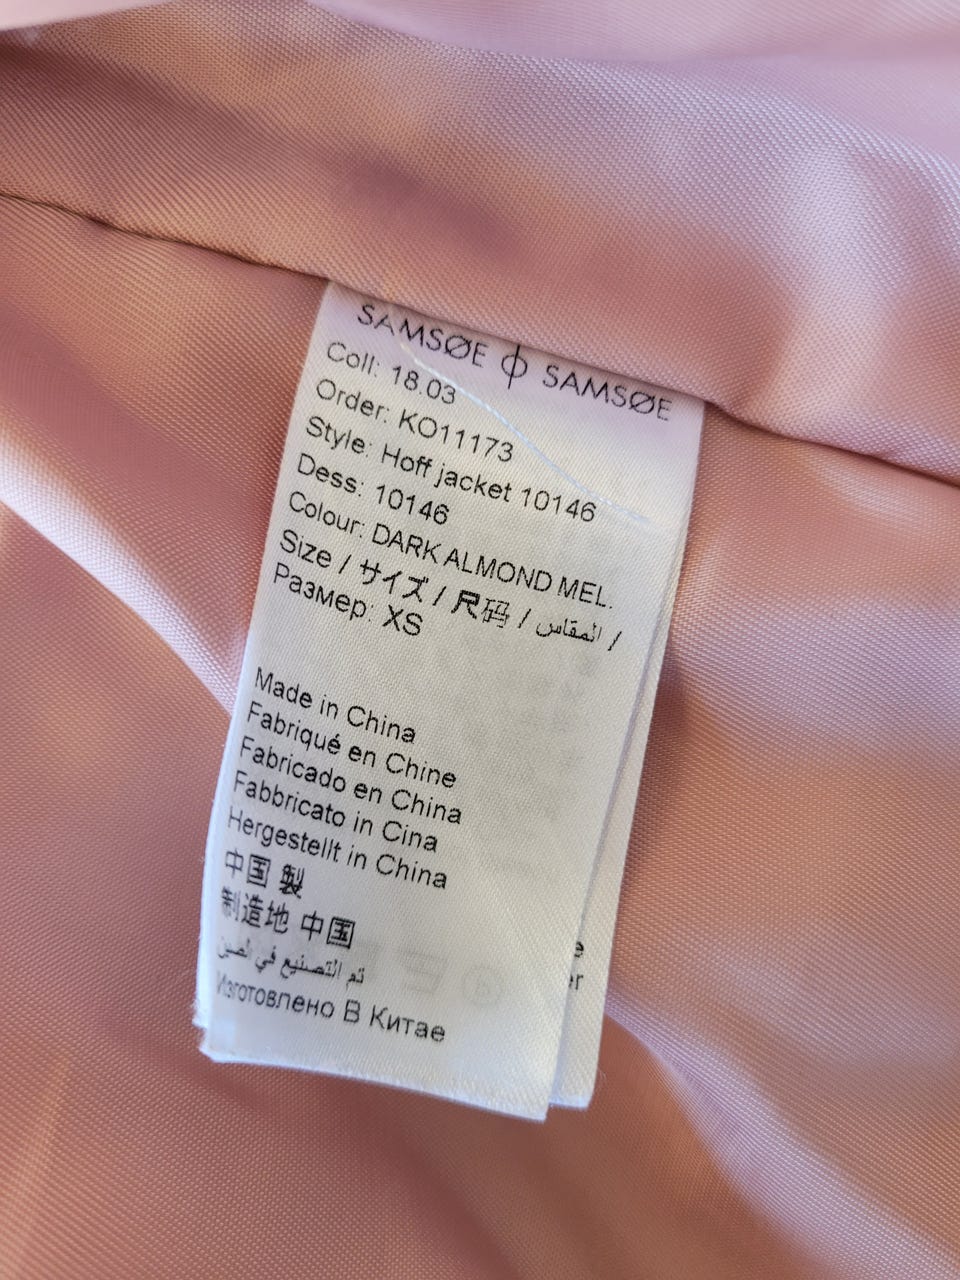 SAMSØE ɸ SAMSØE
Coll: 18.03
Order: KO11173
Style: Hoff jacket 10146
Dess: 10146
Colour: DARK ALMOND MEL.
Size / サイズ / 尺码 / المقاس /
Размер: XS
Made in China
Fabriqué en Chine
Fabricado en China
Fabbricato in Cina
Hergestellt in China
中国 製
制造地 中国
تم التصنيع في لصين
Изготовлено В Китае